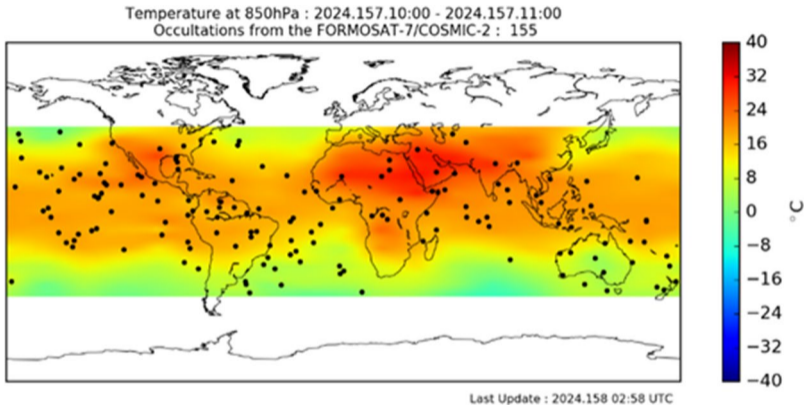 Temperature at 850hPa : 2024.157.10:00 - 2024.157.11:00
Occultations from the FORMOSAT-7/COSMIC-2 : 155
40
32
24
16
8
0
−8
−16
−24
−32
−40
°C
Last Update : 2024.158 02:58 UTC